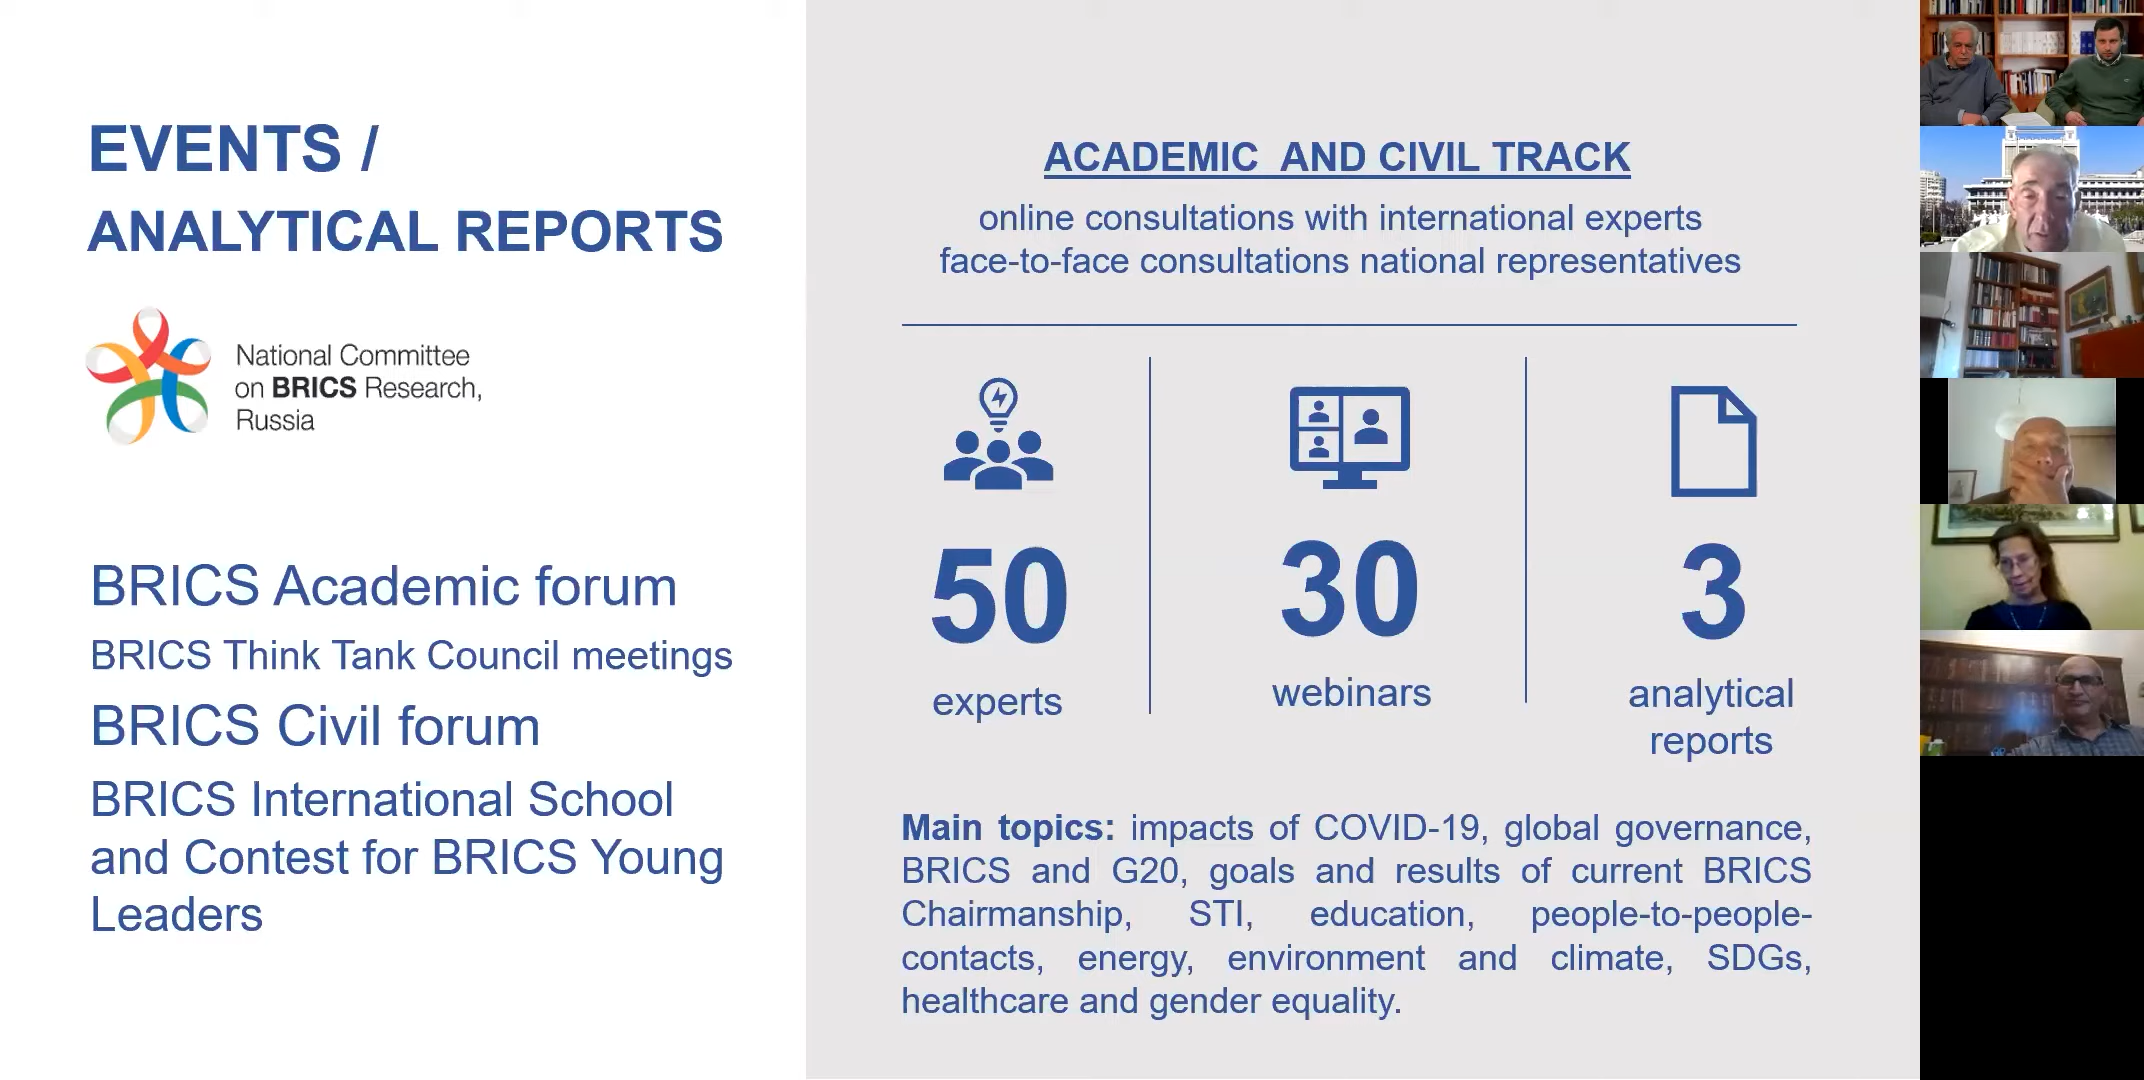 EVENTS /
ANALYTICAL REPORTS
National Committee
on BRICS Research,
Russia
BRICS Academic forum
BRICS Think Tank Council meetings
BRICS Civil forum
BRICS International School
and Contest for BRICS Young
Leaders
ACADEMIC AND CIVIL TRACK
online consultations with international experts
face-to-face consultations national representatives
50
experts
30
webinars
3
analytical
reports
Main topics: impacts of COVID-19, global governance,
BRICS and G20, goals and results of current BRICS
Chairmanship, STI, education, people-to-people-
contacts, energy, environment and climate, SDGs,
healthcare and gender equality.